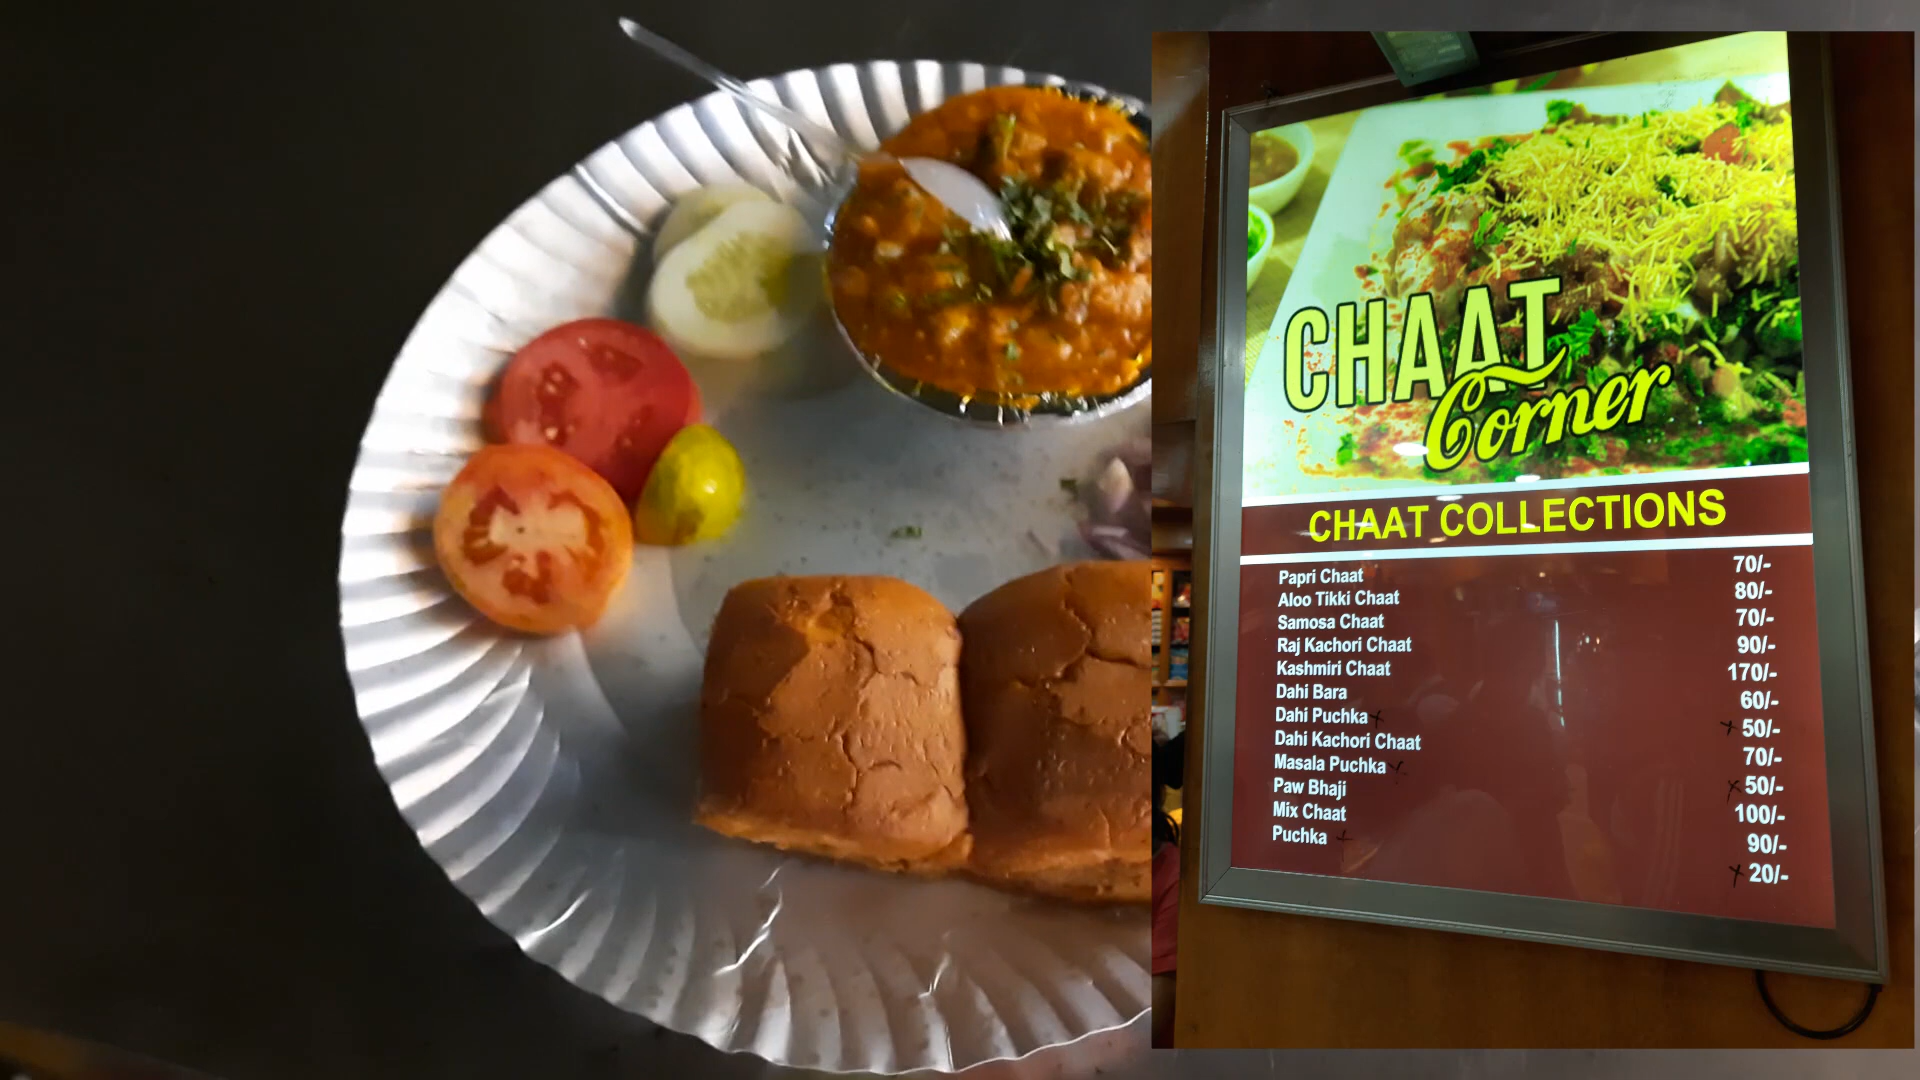 CHAAT
Corner
CHAAT COLLECTIONS
Papri Chaat 70/-
Aloo Tikki Chaat 80/-
Samosa Chaat 70/-
Raj Kachori Chaat 90/-
Kashmiri Chaat 170/-
Dahi Bara 60/-
Dahi Puchka 50/-
Dahi Kachori Chaat 70/-
Masala Puchka 50/-
Paw Bhaji 100/-
Mix Chaat 90/-
Puchka 20/-